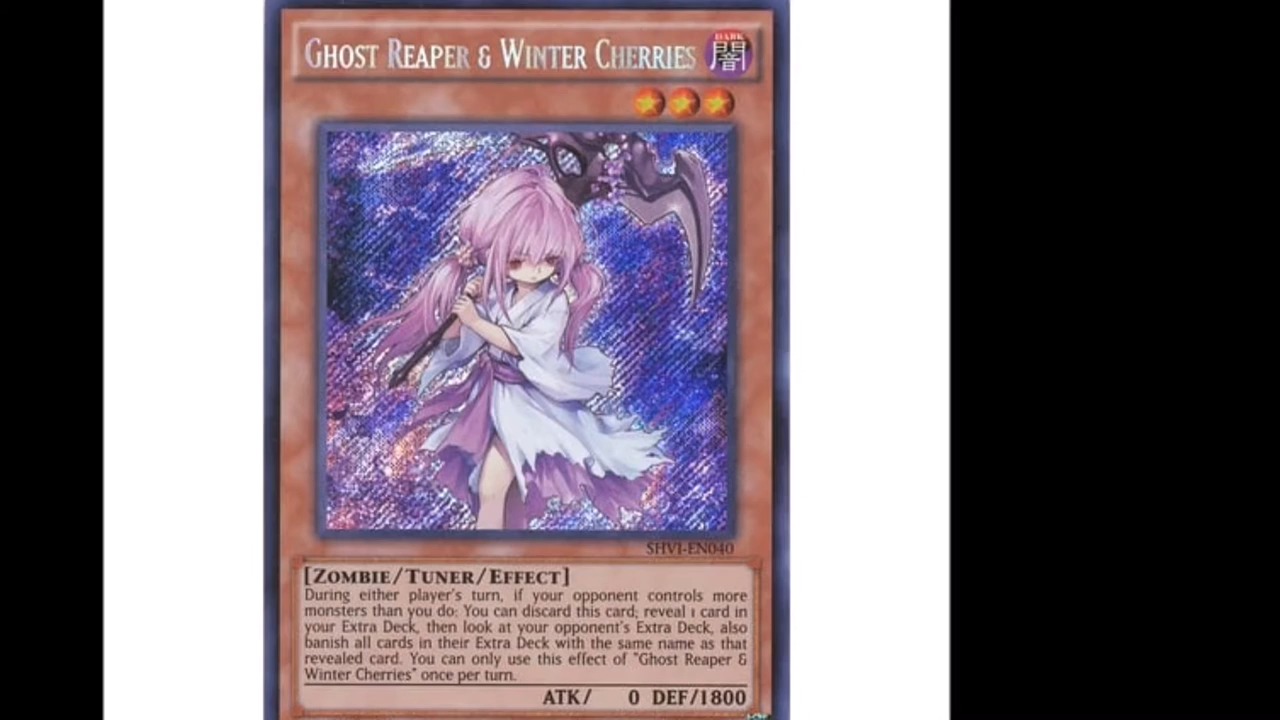 GHOST REAPER & WINTER CHERRIES
DARK
闇
SHVI-EN040
[ZOMBIE/TUNER/EFFECT]
During either player's turn, if your opponent controls more
monsters than you do: You can discard this card; reveal 1 card in
your Extra Deck, then look at your opponent's Extra Deck, also
banish all cards in their Extra Deck with the same name as that
revealed card. You can only use this effect of "Ghost Reaper &
Winter Cherries" once per turn.
ATK/ 0 DEF/1800